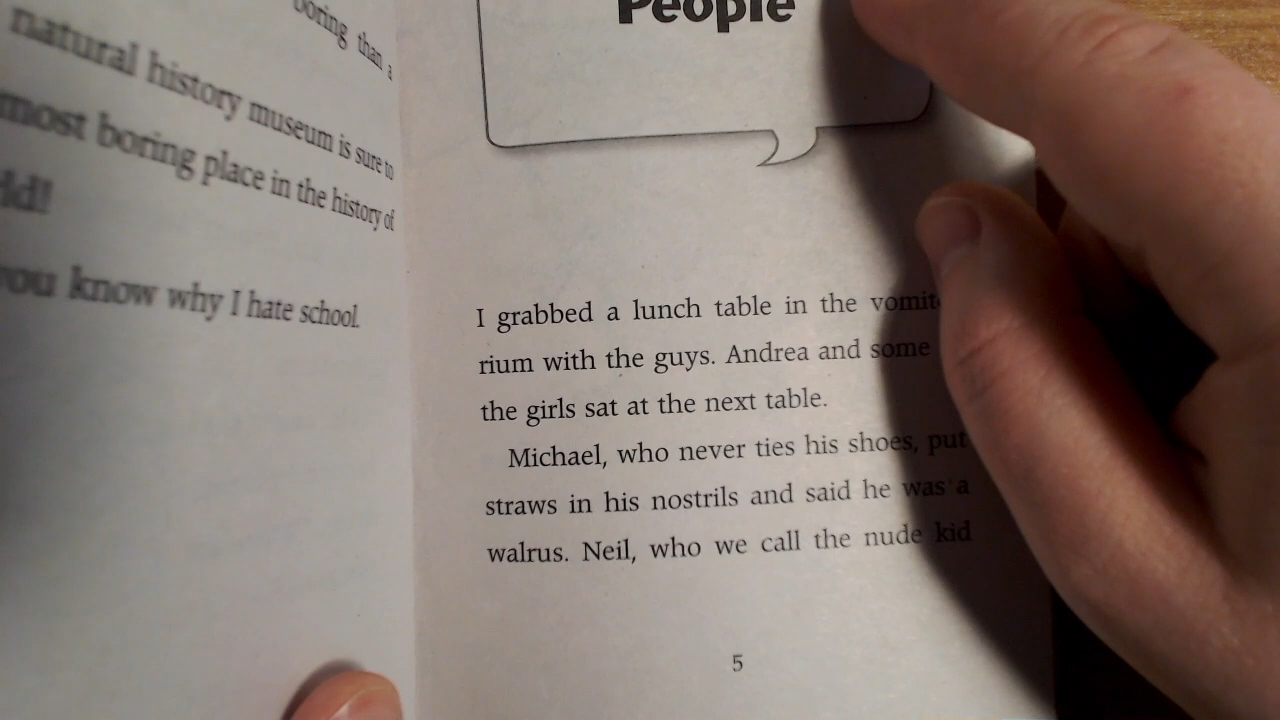 boring than a
natural history museum is sure to
most boring place in the history of
you know why I hate school.
People
I grabbed a lunch table in the
rium with the guys. Andrea and some
the girls sat at the next table.
Michael, who never ties his shoes, put
straws in his nostrils and said he was a
walrus. Neil, who we call the nude kid
5